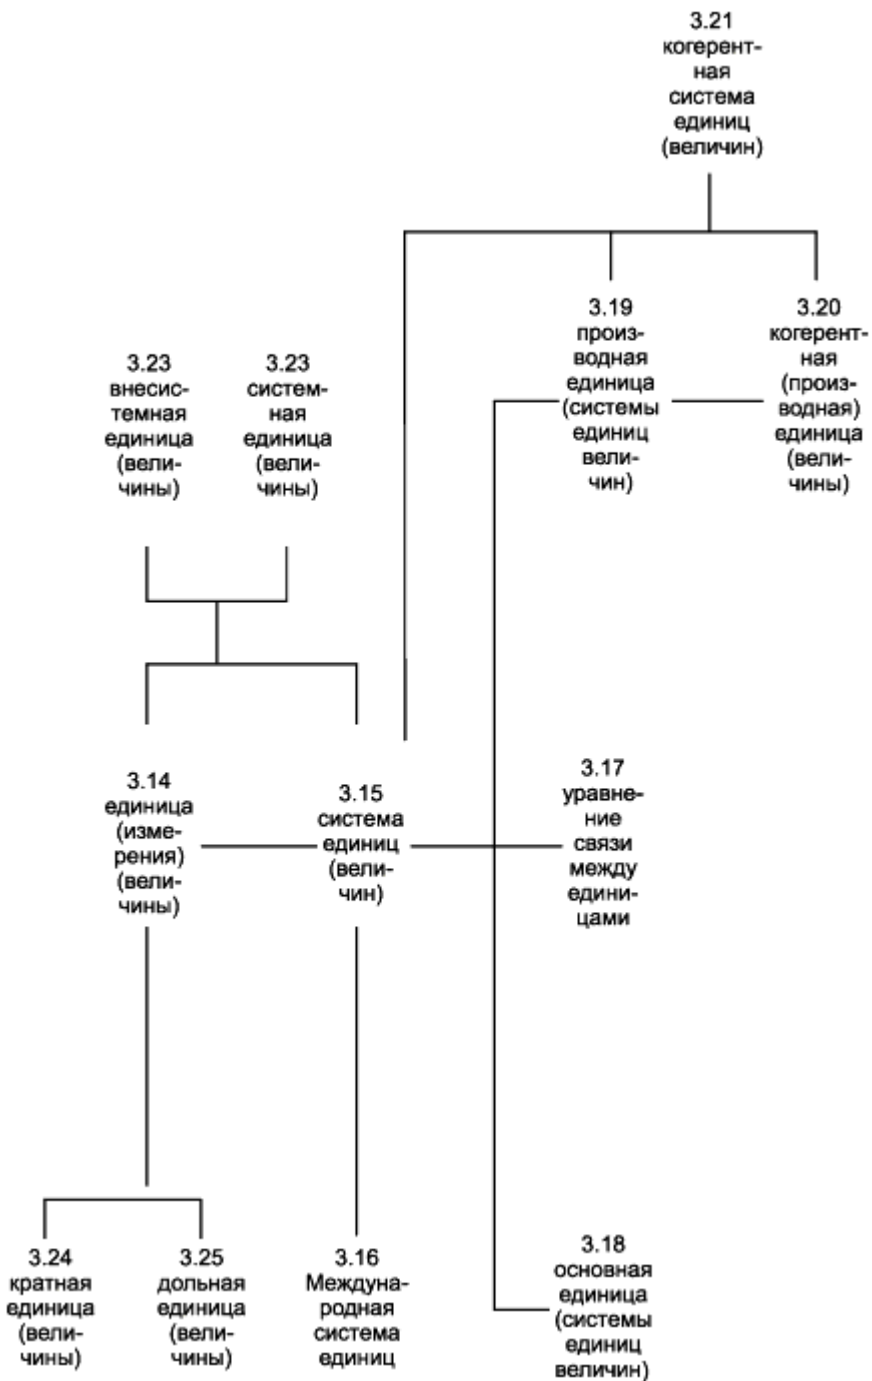 3.21
когерент-
ная
система
единиц
(величин)
3.19
произ-
водная
единица
(системы
единиц
вели-
чин)
3.20
когерент-
ная
(произ-
водная)
единица
(вели-
чины)
3.23
внесис-
темная
единица
(вели-
чины)
3.23
систем-
ная
единица
(вели-
чины)
3.14
единица
(изме-
рения)
(вели-
чины)
3.15
система
единиц
(вели-
чин)
3.17
уравне-
ние
связи
между
едини-
цами
3.24
кратная
единица
(вели-
чины)
3.25
дольная
единица
(вели-
чины)
3.16
Междуна-
родная
система
единиц
3.18
основная
единица
(системы
единиц
величин)